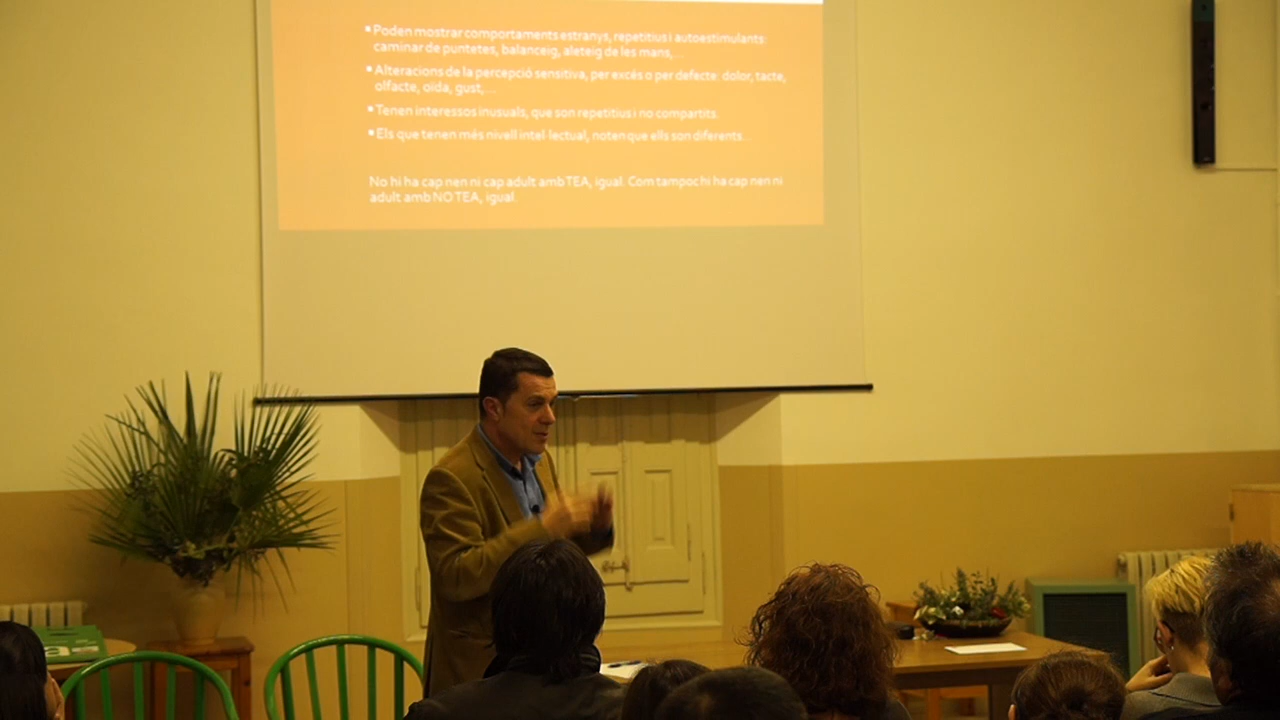 Poden mostrar comportaments estranys, repetitius i autoestimulants:
caminar de puntetes, balanceig, aleteig de les mans,...
Alteracions de la percepció sensitiva, per excés o per defecte: dolor, tacte,
olfacte, oïda, gust,...
Tenen interessos inusuals, que son repetitius i no compartits.
Els que tenen més nivell intel·lectual, noten que ells son diferents.
No hi ha cap nen ni cap adult amb TEA, igual. Com tampoc hi ha cap nen ni
adult amb NO TEA, igual.